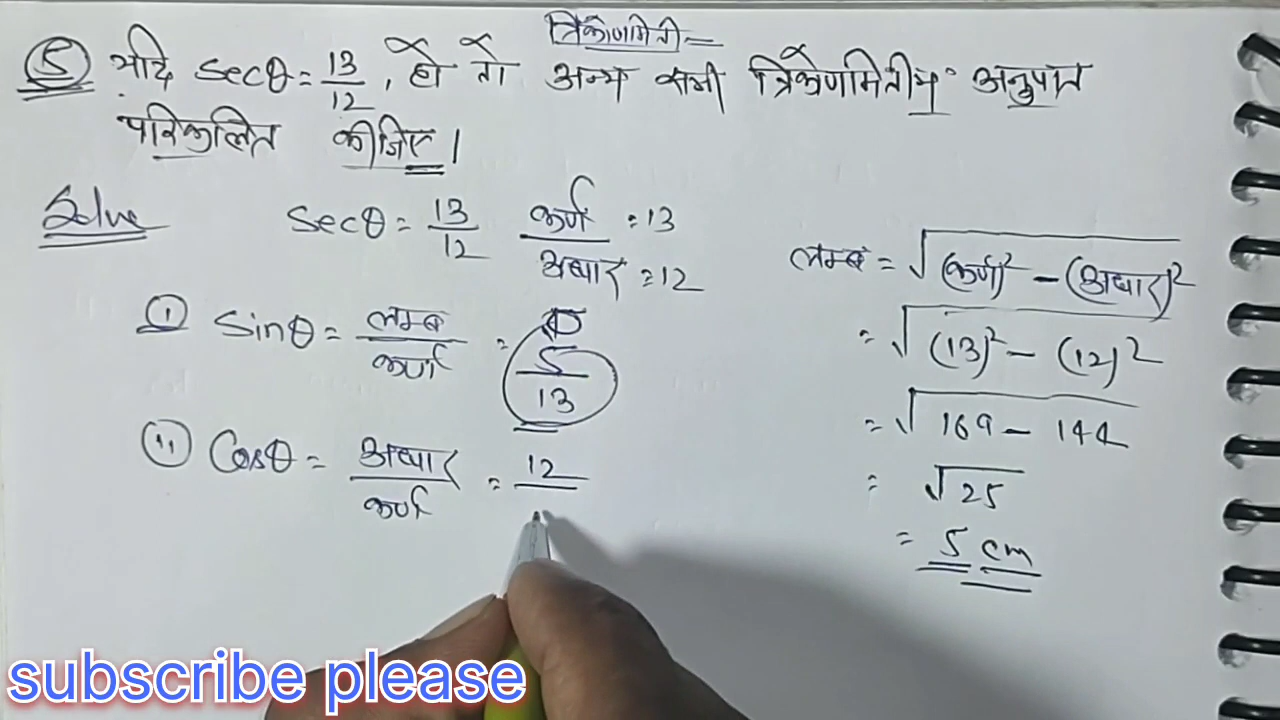 त्रिकोणमिती :-
5 यदि secθ = 13/12, हो तो अन्य सभी त्रिकोणमितीय अनुपात
परिकलित कीजिए।
Solve
secθ = 13/12 कर्ण = 13
आधार = 12
(i) Sinθ = लम्ब/कर्ण = 5/13
(ii) Cosθ = आधार/कर्ण = 12
लम्ब = √(कर्ण)² - (आधार)²
= √(13)² - (12)²
= √169 - 144
= √25
= 5 cm
subscribe please